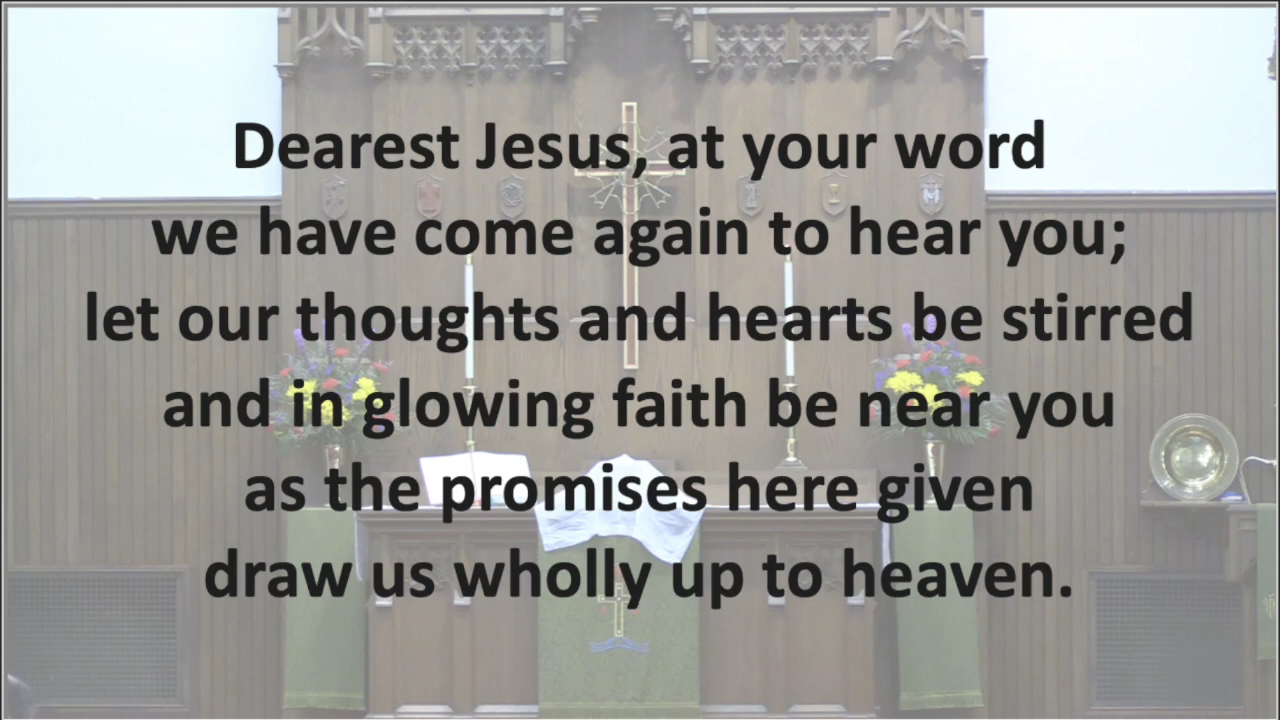 Dearest Jesus, at your word
we have come again to hear you;
let our thoughts and hearts be stirred
and in glowing faith be near you
as the promises here given
draw us wholly up to heaven.